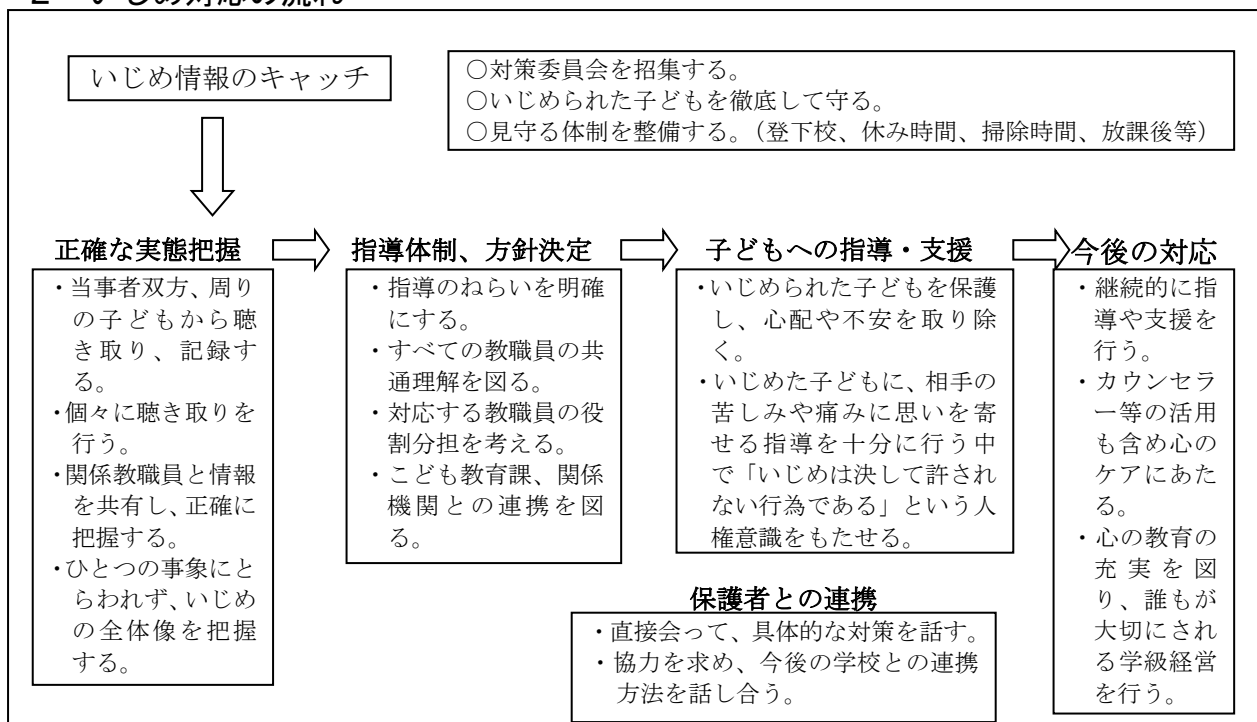 2 いじめ対応の流れ
いじめ情報のキャッチ
○対策委員会を招集する。
○いじめられた子どもを徹底して守る。
○見守る体制を整備する。（登下校、休み時間、掃除時間、放課後等）
正確な実態把握
・当事者双方、周り
の子どもから聴
き取り、記録す
る。
・個々に聴き取りを
行う。
・関係教職員と情報
を共有し、正確に
把握する。
・ひとつの事象にと
らわれず、いじめ
の全体像を把握
する。
指導体制、方針決定
・指導のねらいを明確
にする。
・すべての教職員の共
通理解を図る。
・対応する教職員の役
割分担を考える。
・こども教育課、関係
機関との連携を図
る。
子どもへの指導・支援
・いじめられた子どもを保護
し、心配や不安を取り除
く。
・いじめた子どもに、相手の
苦しみや痛みに思いを寄
せる指導を十分に行う中
で「いじめは決して許され
ない行為である」という人
権意識をもたせる。
保護者との連携
・直接会って、具体的な対策を話す。
・協力を求め、今後の学校との連携
方法を話し合う。
今後の対応
・継続的に指
導や支援を
行う。
・カウンセラ
ー等の活用
も含め心の
ケアにあた
る。
・心の教育の
充実を図
り、誰もが
大切にされ
る学級経営
を行う。